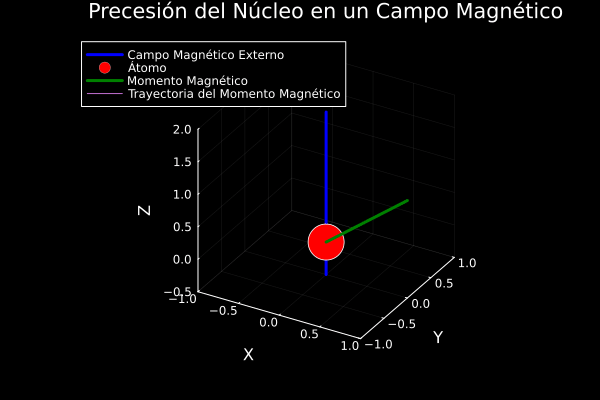 Precesión del Núcleo en un Campo Magnético
Campo Magnético Externo
Átomo
Momento Magnético
Trayectoria del Momento Magnético
2.0
1.5
1.0
0.5
0.0
-0.5
Z
-1.0
-0.5
0.0
0.5
1.0
X
-1.0
-0.5
0.0
0.5
1.0
Y